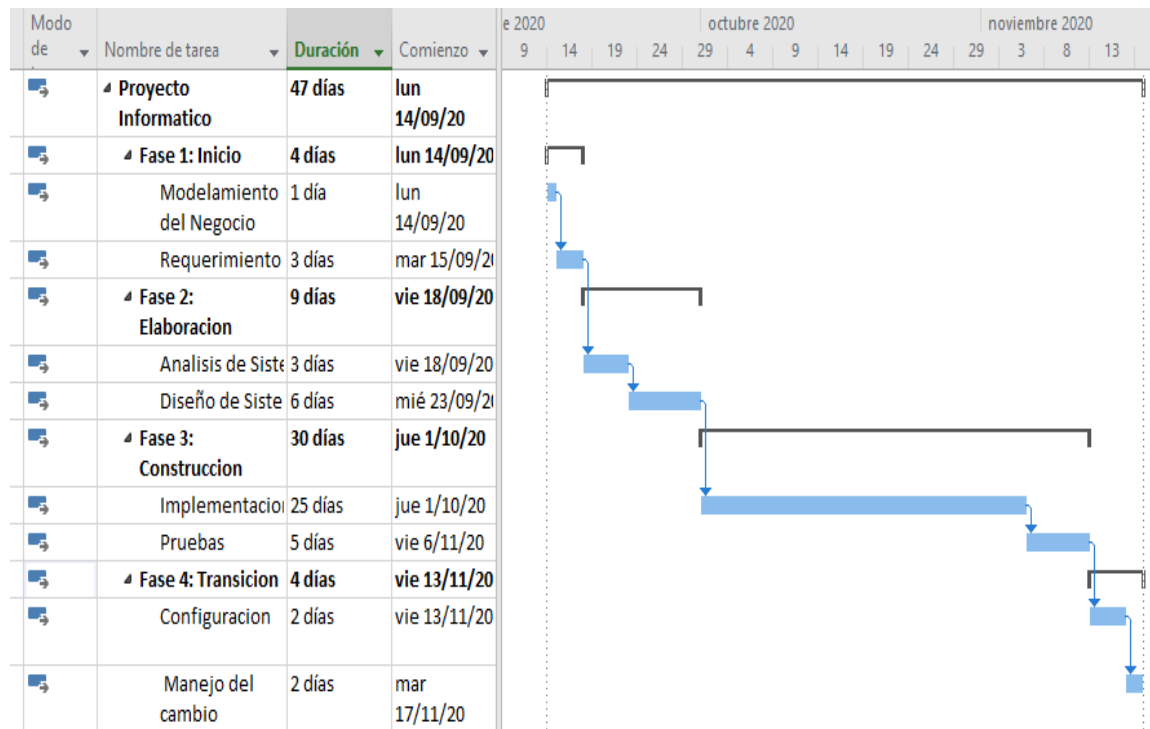 Modo
de
Nombre de tarea
Duración
Comienzo
e 2020
octubre 2020
noviembre 2020
9 14 19 24 29 4 9 14 19 24 29 3 8 13
Proyecto 47 días lun
Informatico 14/09/20
Fase 1: Inicio 4 días lun 14/09/20
Modelamiento 1 día lun
del Negocio 14/09/20
Requerimiento 3 días mar 15/09/2
Fase 2: 9 días vie 18/09/20
Elaboracion
Analisis de Siste 3 días vie 18/09/20
Diseño de Siste 6 días mié 23/09/2
Fase 3: 30 días jue 1/10/20
Construccion
Implementacio 25 días jue 1/10/20
Pruebas 5 días vie 6/11/20
Fase 4: Transicion 4 días vie 13/11/20
Configuracion 2 días vie 13/11/20
Manejo del 2 días mar
cambio 17/11/20